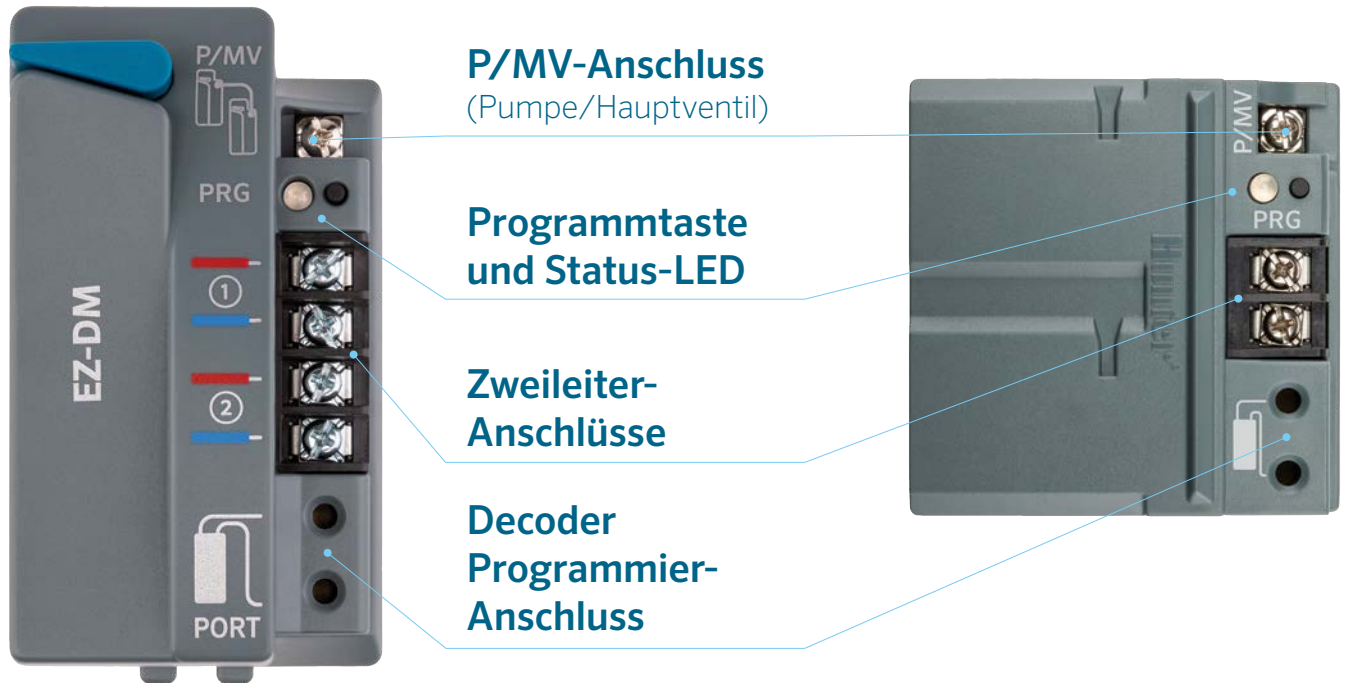 P/MV
PRG
1
2
EZ-DM
PORT
P/MV-Anschluss
(Pumpe/Hauptventil)
Programmtaste
und Status-LED
Zweileiter-
Anschlüsse
Decoder
Programmier-
Anschluss
P/MV
PRG
Hunter